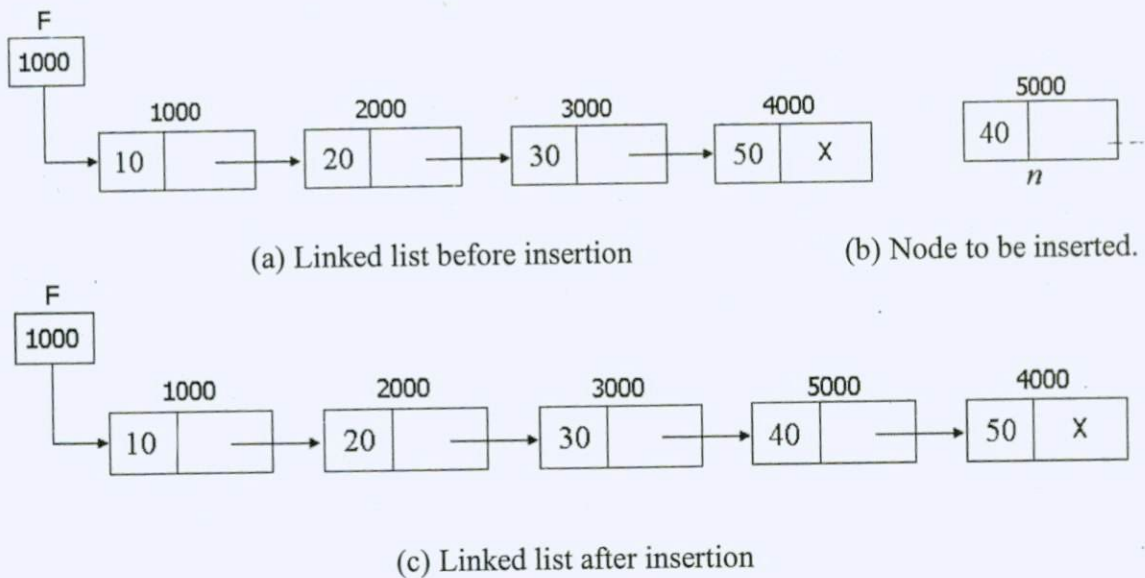 F
1000
1000 2000 3000 4000 5000
10 20 30 50 X 40
n
(a) Linked list before insertion (b) Node to be inserted.
F
1000
1000 2000 3000 5000 4000
10 20 30 40 50 X
(c) Linked list after insertion